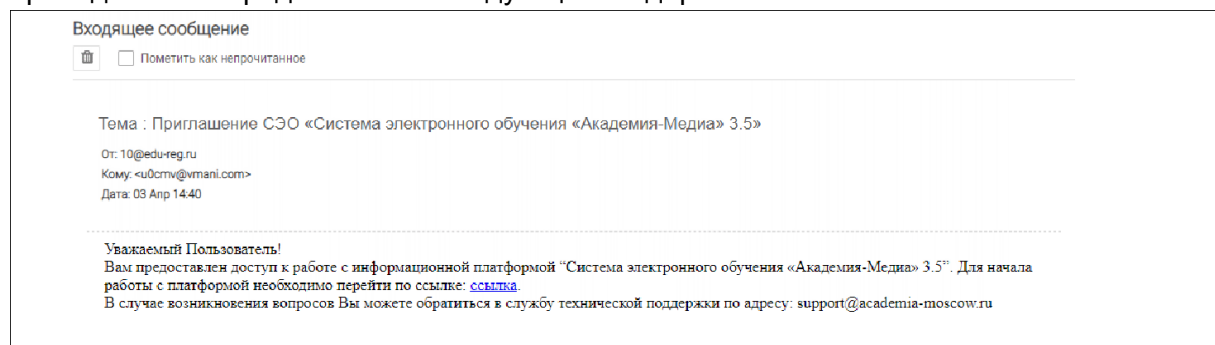 Входящее сообщение
Пометить как непрочитанное
Тема : Приглашение СЭО «Система электронного обучения «Академия-Медиа» 3.5»
От: 10@edu-reg.ru
Кому: <u0cmv@vmani.com>
Дата: 03 Апр 14:40
Уважаемый Пользователь!
Вам предоставлен доступ к работе с информационной платформой “Система электронного обучения «Академия-Медиа» 3.5”. Для начала
работы с платформой необходимо перейти по ссылке: ссылка.
В случае возникновения вопросов Вы можете обратиться в службу технической поддержки по адресу: support@academia-moscow.ru